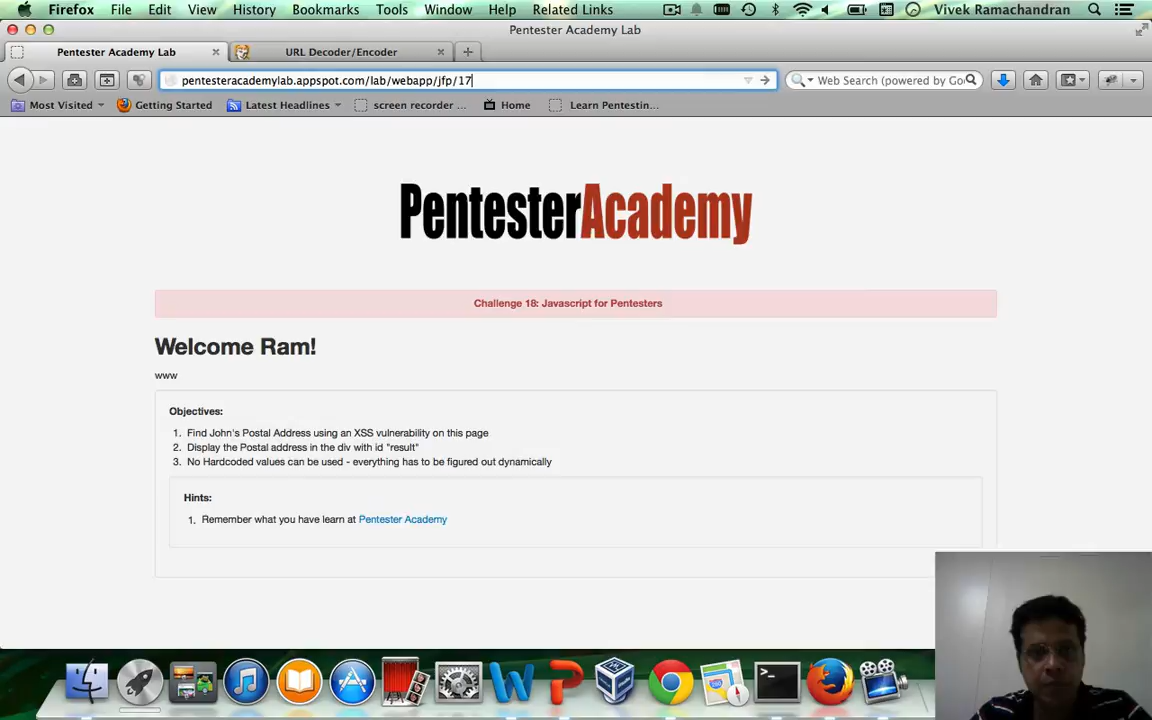 Firefox File Edit View History Bookmarks Tools Window Help Related Links Vivek Ramachandran
Pentester Academy Lab
Pentester Academy Lab URL Decoder/Encoder
pentesteracademylab.appspot.com/lab/webapp/jfp/17 Web Search (powered by Goo
Most Visited Getting Started Latest Headlines screen recorder ... Home Learn Pentestin...
PentesterAcademy
Challenge 18: Javascript for Pentesters
Welcome Ram!
www
Objectives:
1. Find John's Postal Address using an XSS vulnerability on this page
2. Display the Postal address in the div with id "result"
3. No Hardcoded values can be used - everything has to be figured out dynamically
Hints:
1. Remember what you have learn at Pentester Academy